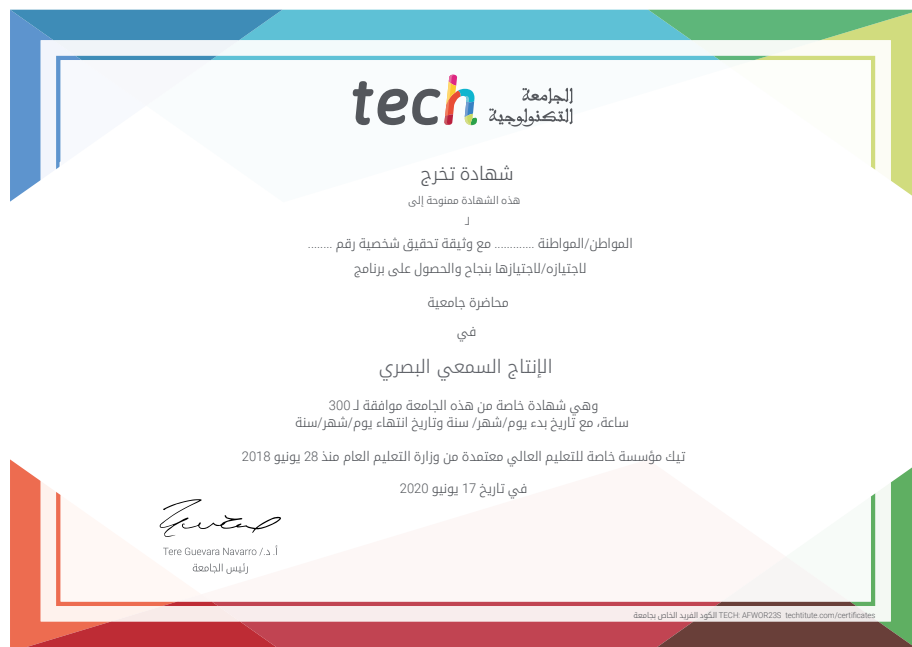 tech الجامعة
التكنولوجية
شهادة تخرج
هذه الشهادة ممنوحة إلى
لـ
المواطن/المواطنة ............ مع وثيقة تحقيق شخصية رقم ........
لاجتيازه/لاجتيازها بنجاح والحصول على برنامج
محاضرة جامعية
في
الإنتاج السمعي البصري
وهي شهادة خاصة من هذه الجامعة موافقة لـ 300
ساعة، مع تاريخ بدء يوم/شهر/ سنة وتاريخ انتهاء يوم/شهر/سنة
تيك مؤسسة خاصة للتعليم العالي معتمدة من وزارة التعليم العام منذ 28 يونيو 2018
في تاريخ 17 يونيو 2020
أ. د./ Tere Guevara Navarro
رئيس الجامعة
الكود الفريد الخاص بجامعة TECH: AFWOR23S techtitute.com/certificates